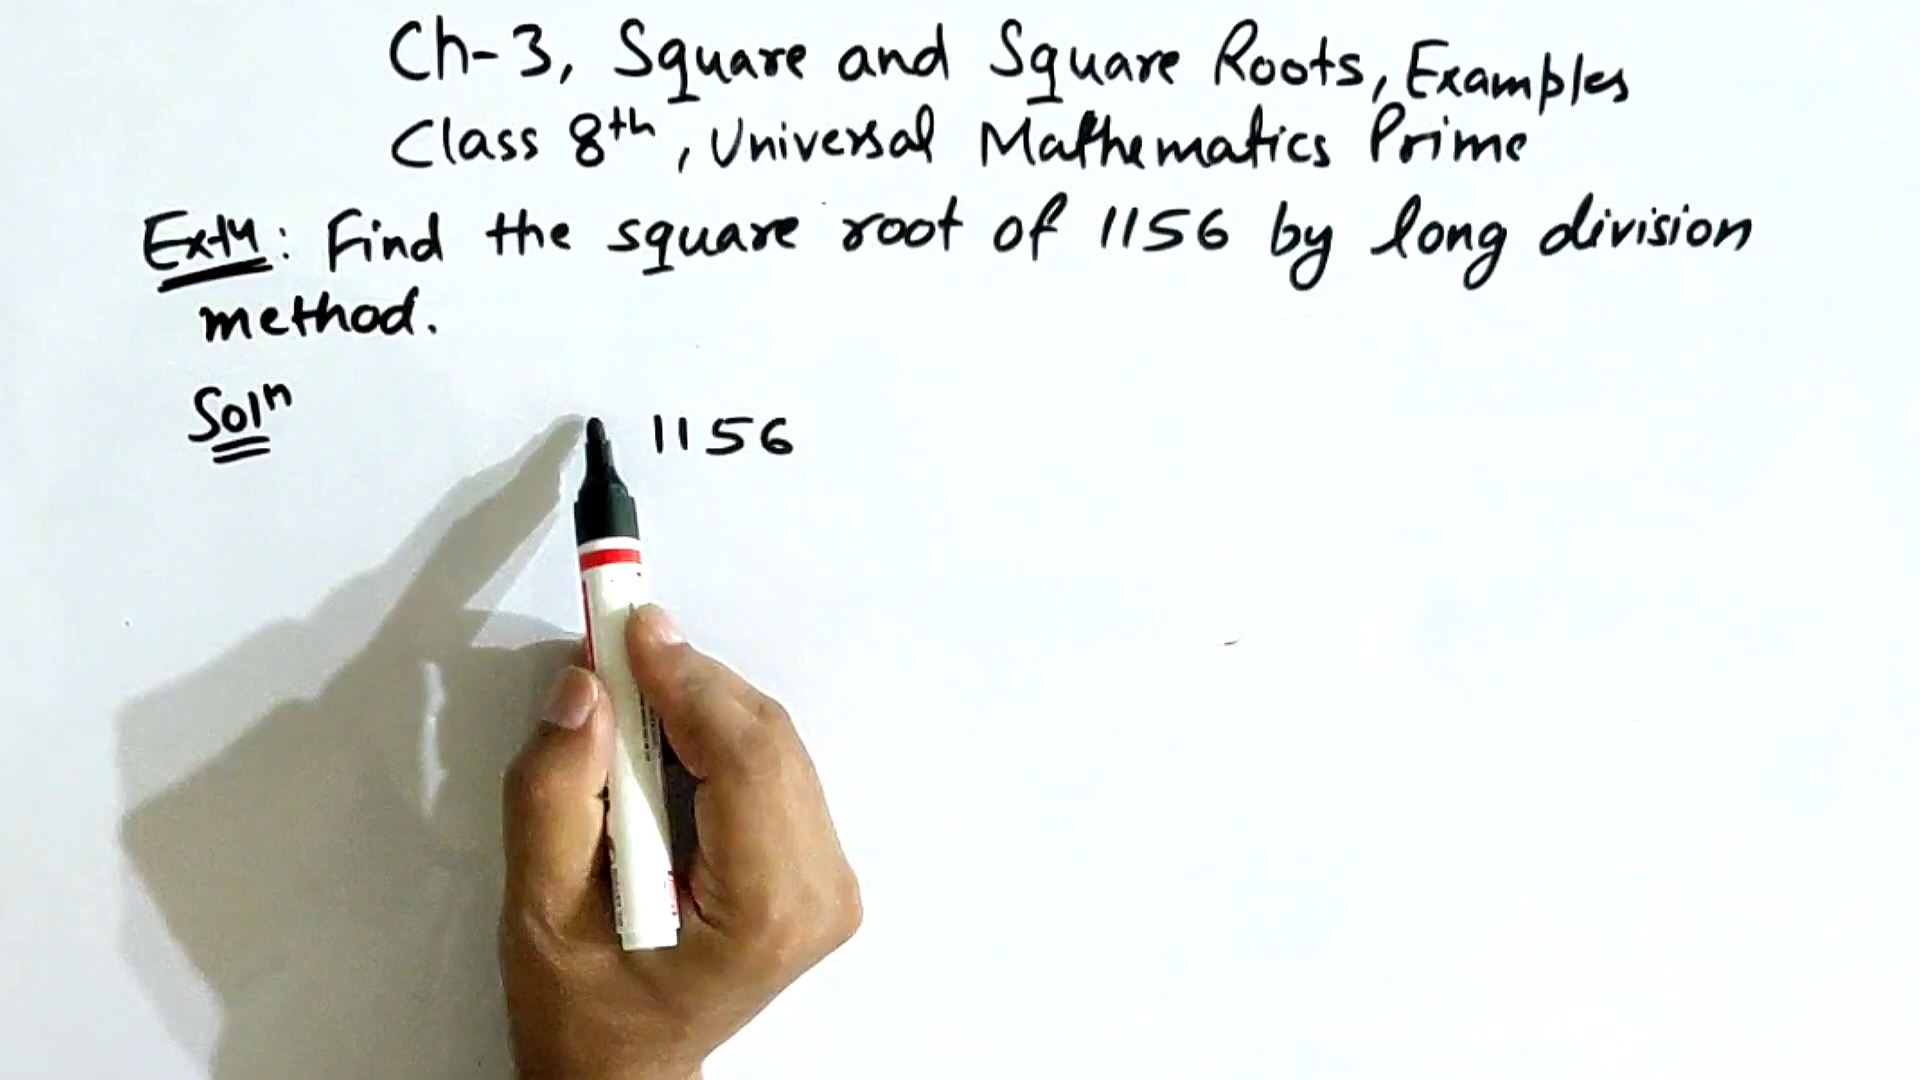 Ch-3, Square and Square Roots, Examples
Class 8th, Universal Mathematics Prime
Ex14: Find the square root of 1156 by long division
method.
Soln
1156